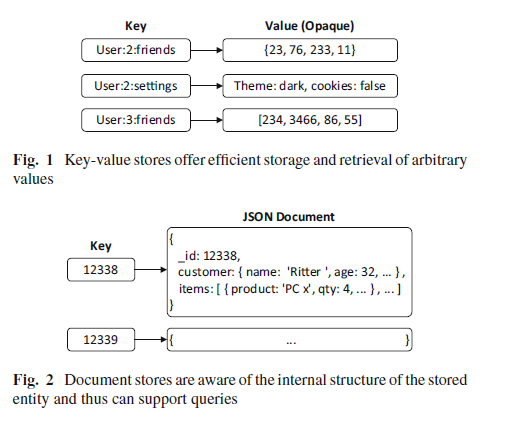 Key Value (Opaque)
User:2:friends {23, 76, 233, 11}
User:2:settings Theme: dark, cookies: false
User:3:friends [234, 3466, 86, 55]
Fig. 1 Key-value stores offer efficient storage and retrieval of arbitrary
values
JSON Document
Key
{
_id: 12338,
12338
customer: { name: 'Ritter ', age: 32, ... },
items: [ { product: 'PC x', qty: 4, ... }, ... ]
}
12339 { ... }
Fig. 2 Document stores are aware of the internal structure of the stored
entity and thus can support queries